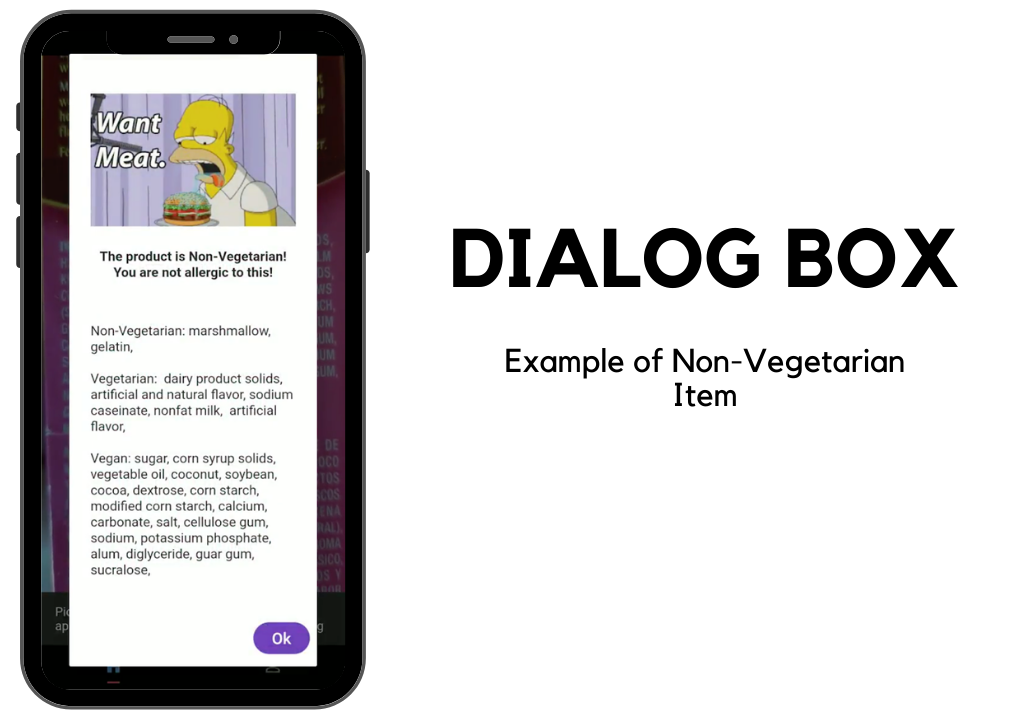 Want
Meat.
The product is Non-Vegetarian!
You are not allergic to this!
Non-Vegetarian: marshmallow,
gelatin,
Vegetarian:  dairy product solids,
artificial and natural flavor, sodium
caseinate, nonfat milk,  artificial
flavor,
Vegan: sugar, corn syrup solids,
vegetable oil, coconut, soybean,
cocoa, dextrose, corn starch,
modified corn starch, calcium,
carbonate, salt, cellulose gum,
sodium, potassium phosphate,
alum, diglyceride, guar gum,
sucralose,
Ok
DIALOG BOX
Example of Non-Vegetarian
Item